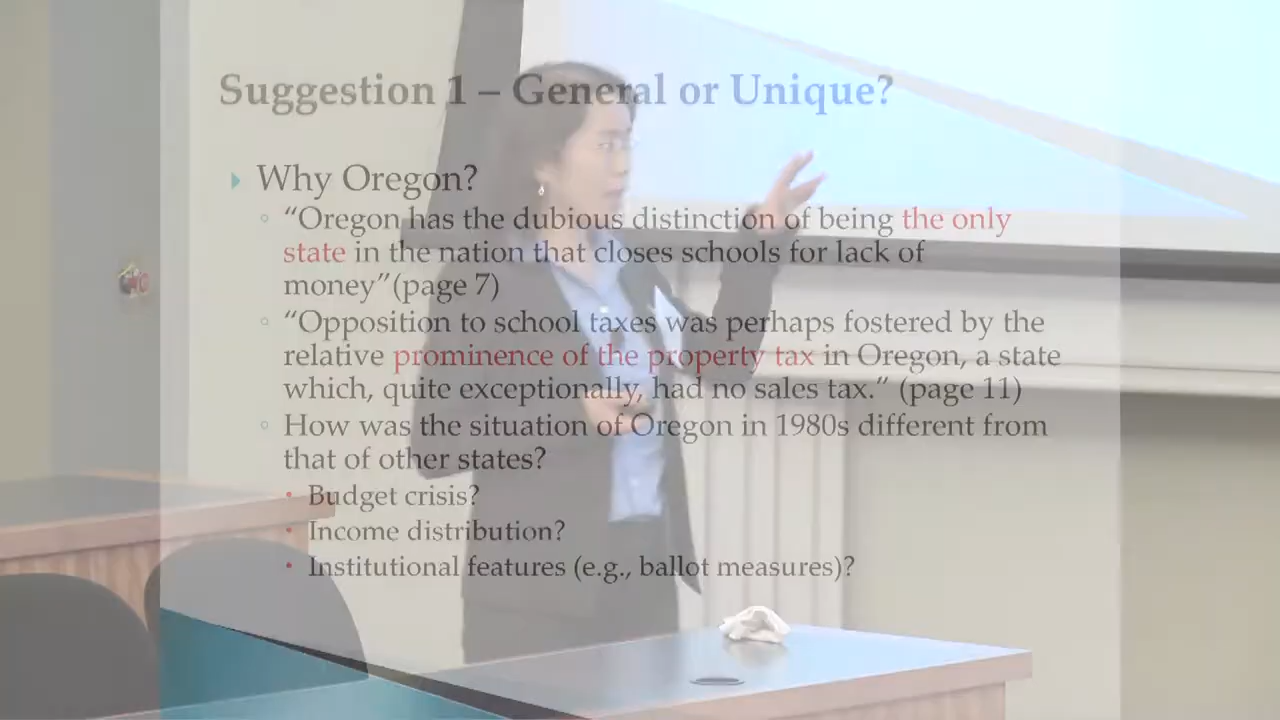 Suggestion 1 – General or Unique?
Why Oregon?
“Oregon has the dubious distinction of being the only
state in the nation that closes schools for lack of
money”(page 7)
“Opposition to school taxes was perhaps fostered by the
relative prominence of the property tax in Oregon, a state
which, quite exceptionally, had no sales tax.” (page 11)
How was the situation of Oregon in 1980s different from
that of other states?
Budget crisis?
Income distribution?
Institutional features (e.g., ballot measures)?